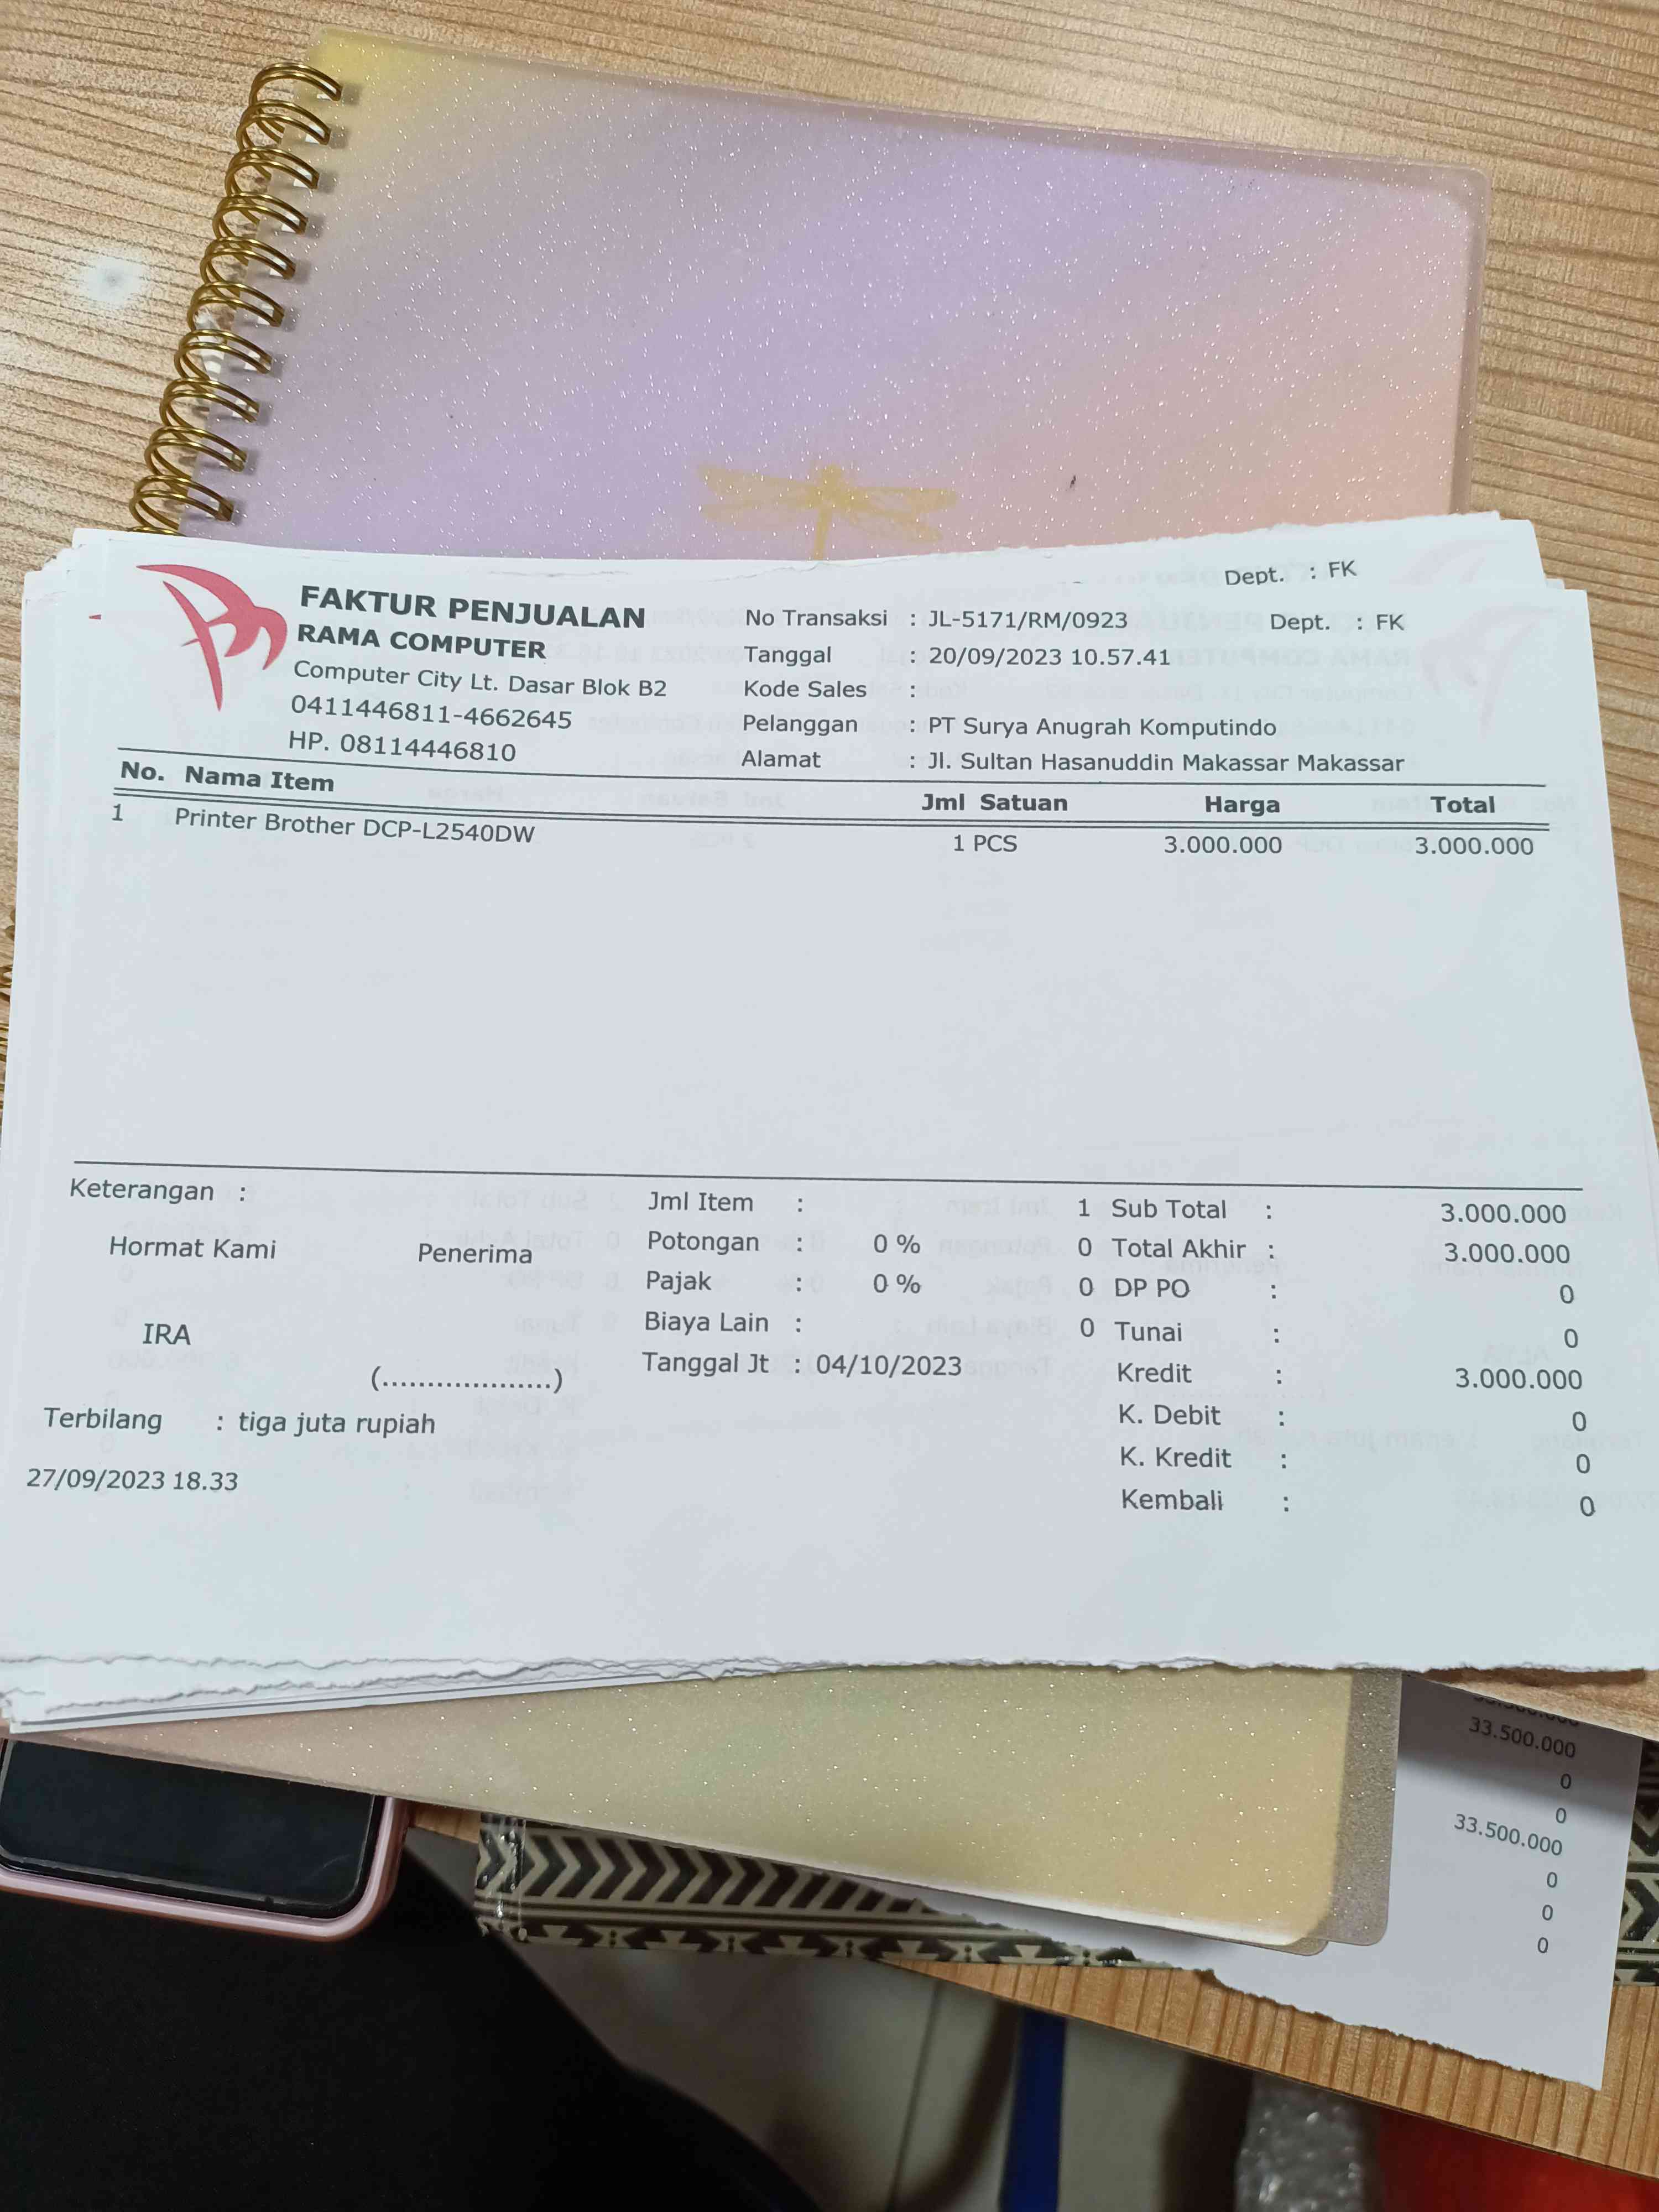 Dept. : FK
FAKTUR PENJUALAN
RAMA COMPUTER
Computer City Lt. Dasar Blok B2
0411446811-4662645
HP. 08114446810
No Transaksi : JL-5171/RM/0923 Dept. : FK
Tanggal : 20/09/2023 10.57.41
Kode Sales :
Pelanggan : PT Surya Anugrah Komputindo
Alamat : Jl. Sultan Hasanuddin Makassar Makassar
No. Nama Item Jml Satuan Harga Total
1 Printer Brother DCP-L2540DW 1 PCS 3.000.000 3.000.000
Keterangan :
Hormat Kami Penerima
IRA
(...................)
Jml Item : 1
Potongan : 0 % 0
Pajak : 0 % 0
Biaya Lain : 0
Tanggal Jt : 04/10/2023
Sub Total : 3.000.000
Total Akhir : 3.000.000
DP PO : 0
Tunai : 0
Kredit : 3.000.000
K. Debit : 0
K. Kredit : 0
Kembali : 0
Terbilang : tiga juta rupiah
27/09/2023 18.33
33.500.000
0
0
33.500.000
0
0
0